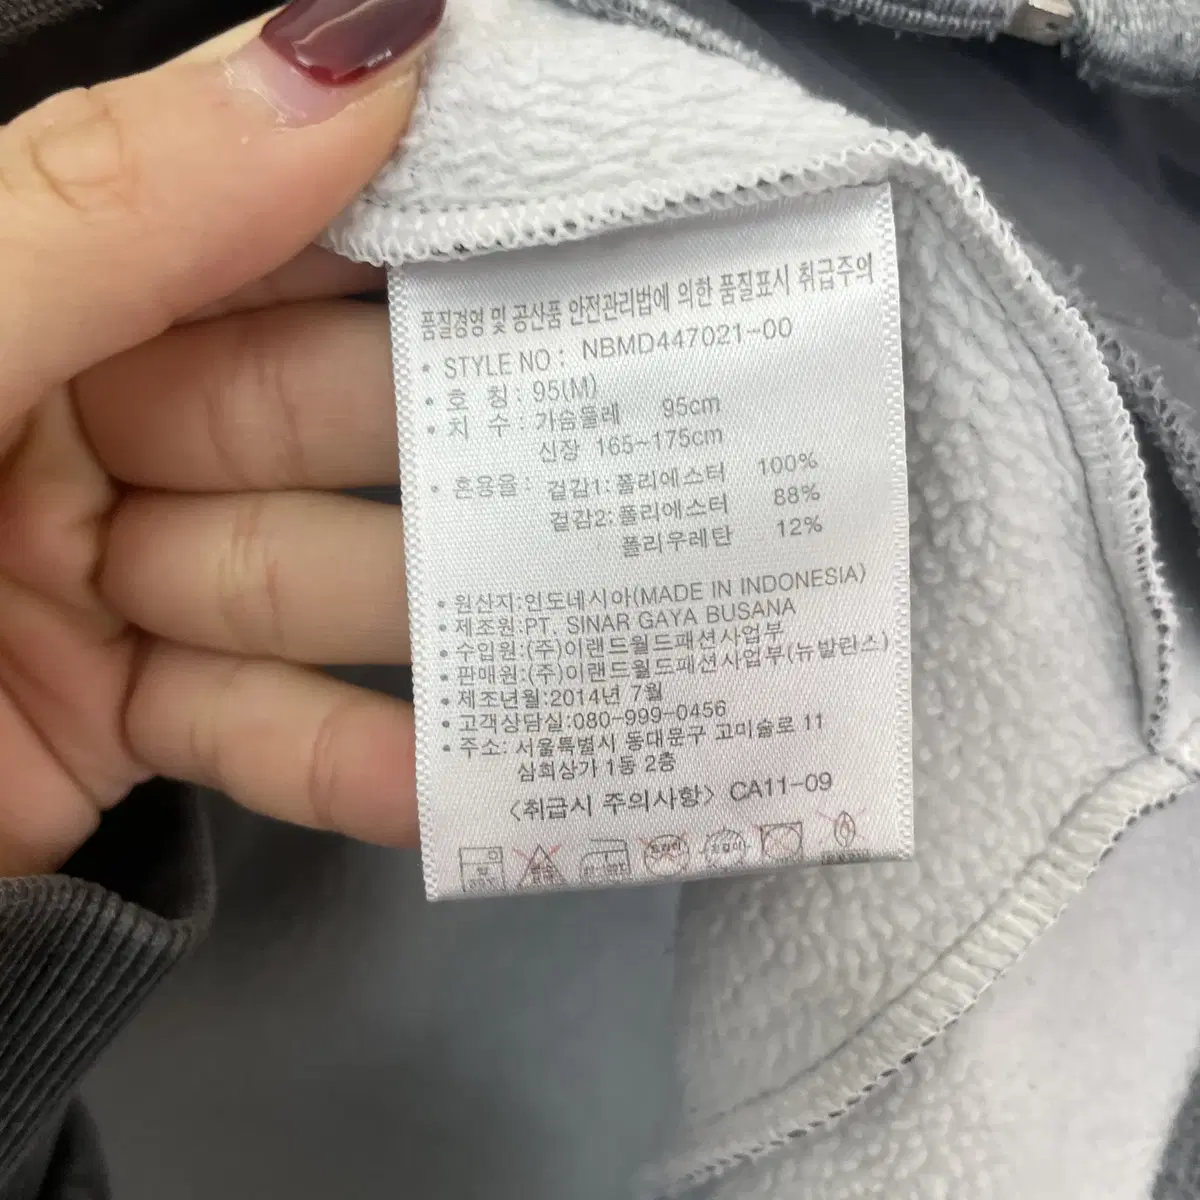 품질경영 및 공산품 안전관리법에 의한 품질표시 취급주의
• STYLE NO : NBMD447021-00
• 호 칭 : 95(M)
• 치 수 : 가슴둘레 95cm
신장 165~175cm
• 혼용율 : 겉감1: 폴리에스터 100%
겉감2: 폴리에스터 88%
폴리우레탄 12%
• 원산지:인도네시아(MADE IN INDONESIA)
• 제조원:PT. SINAR GAYA BUSANA
• 수입원:(주)이랜드월드패션사업부
• 판매원:(주)이랜드월드패션사업부(뉴발란스)
• 제조년월:2014년 7월
• 고객상담실:080-999-0456
• 주소: 서울특별시 동대문구 고미술로 11
삼희상가 1동 2층
<취급시 주의사항> CA11-09
드라이 드라이